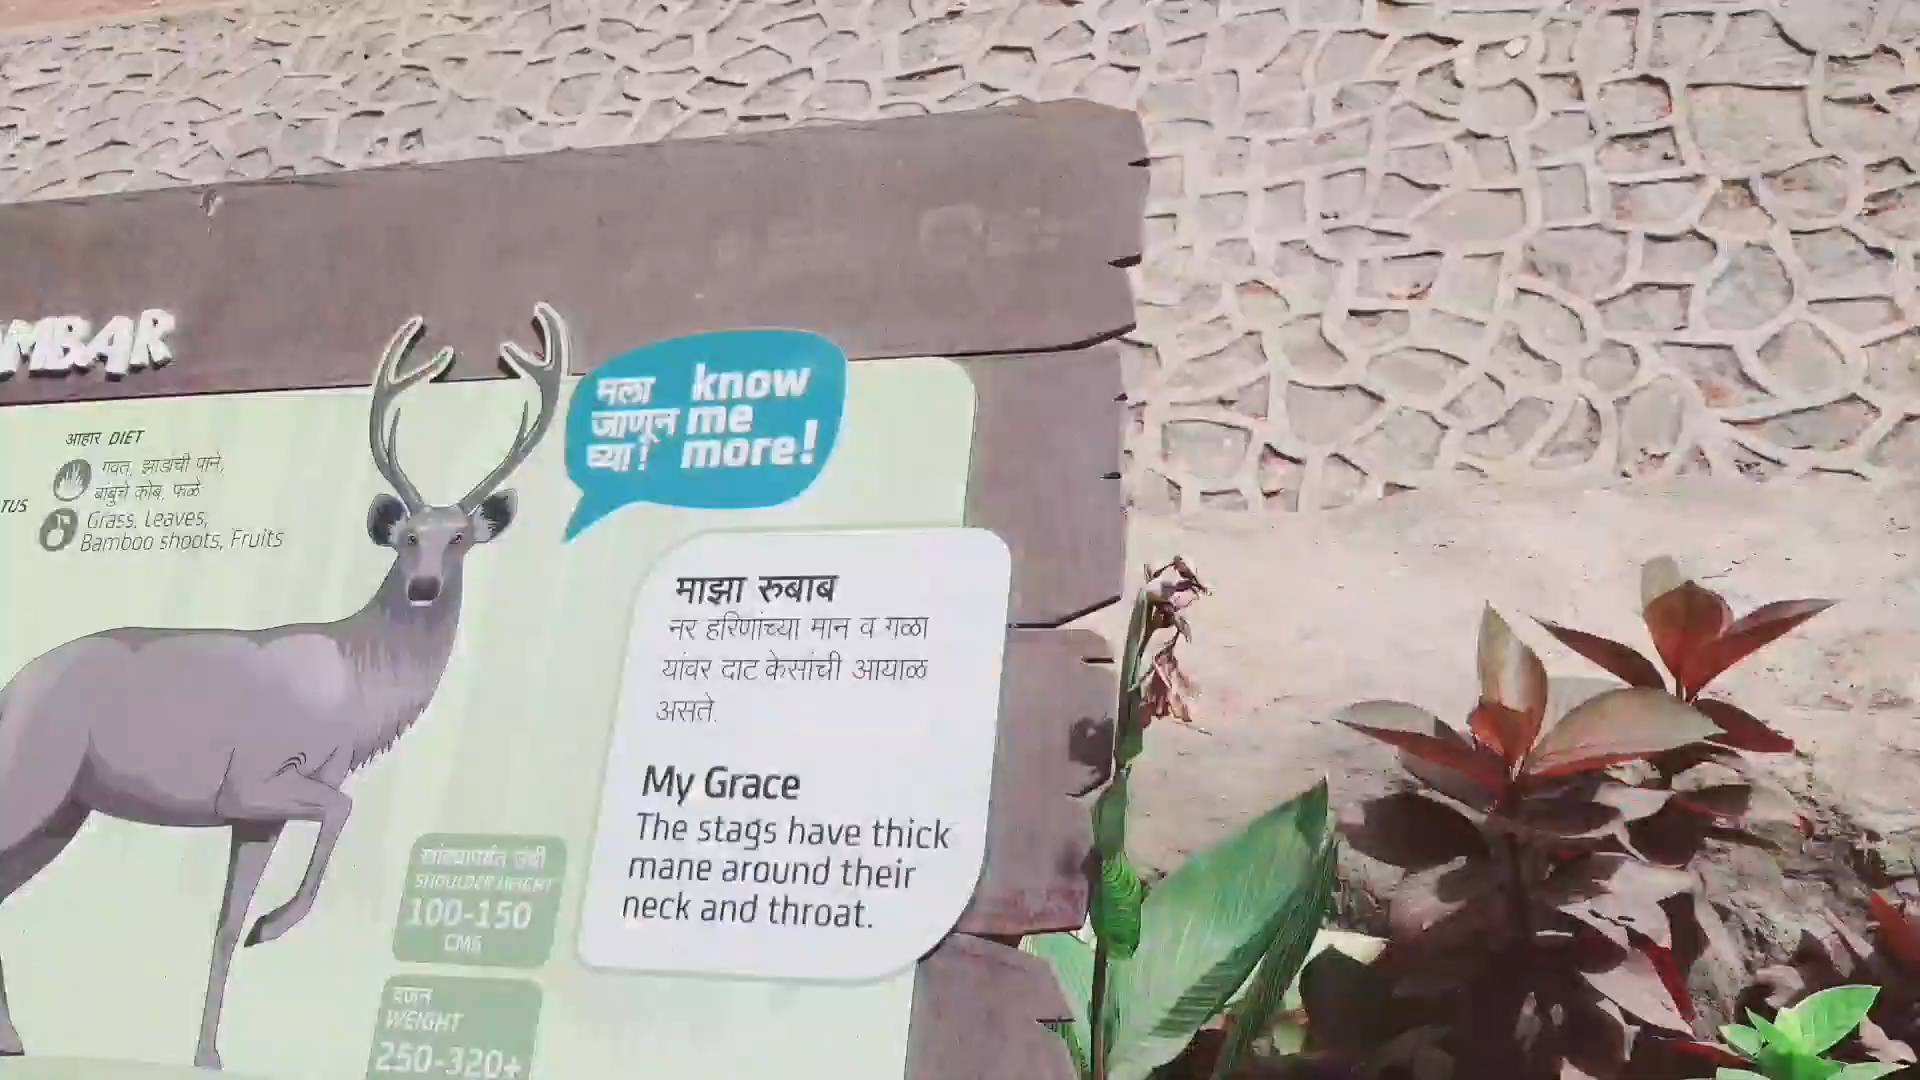 MBAR
आहार DIET
गवत, झाडांची पाने,
बांबुचे कोंब, फळे
Grass, Leaves,
Bamboo shoots, Fruits
TUS
मला
जाणून
घ्या!
know
me
more!
माझा रुबाब
नर हरिणांच्या मान व गळा
यांवर दाट केसांची आयाळ
असते.
My Grace
The stags have thick
mane around their
neck and throat.
खांद्यापर्यंत उंची
SHOULDER HEIGHT
100-150
CMS
वजन
WEIGHT
250-320+